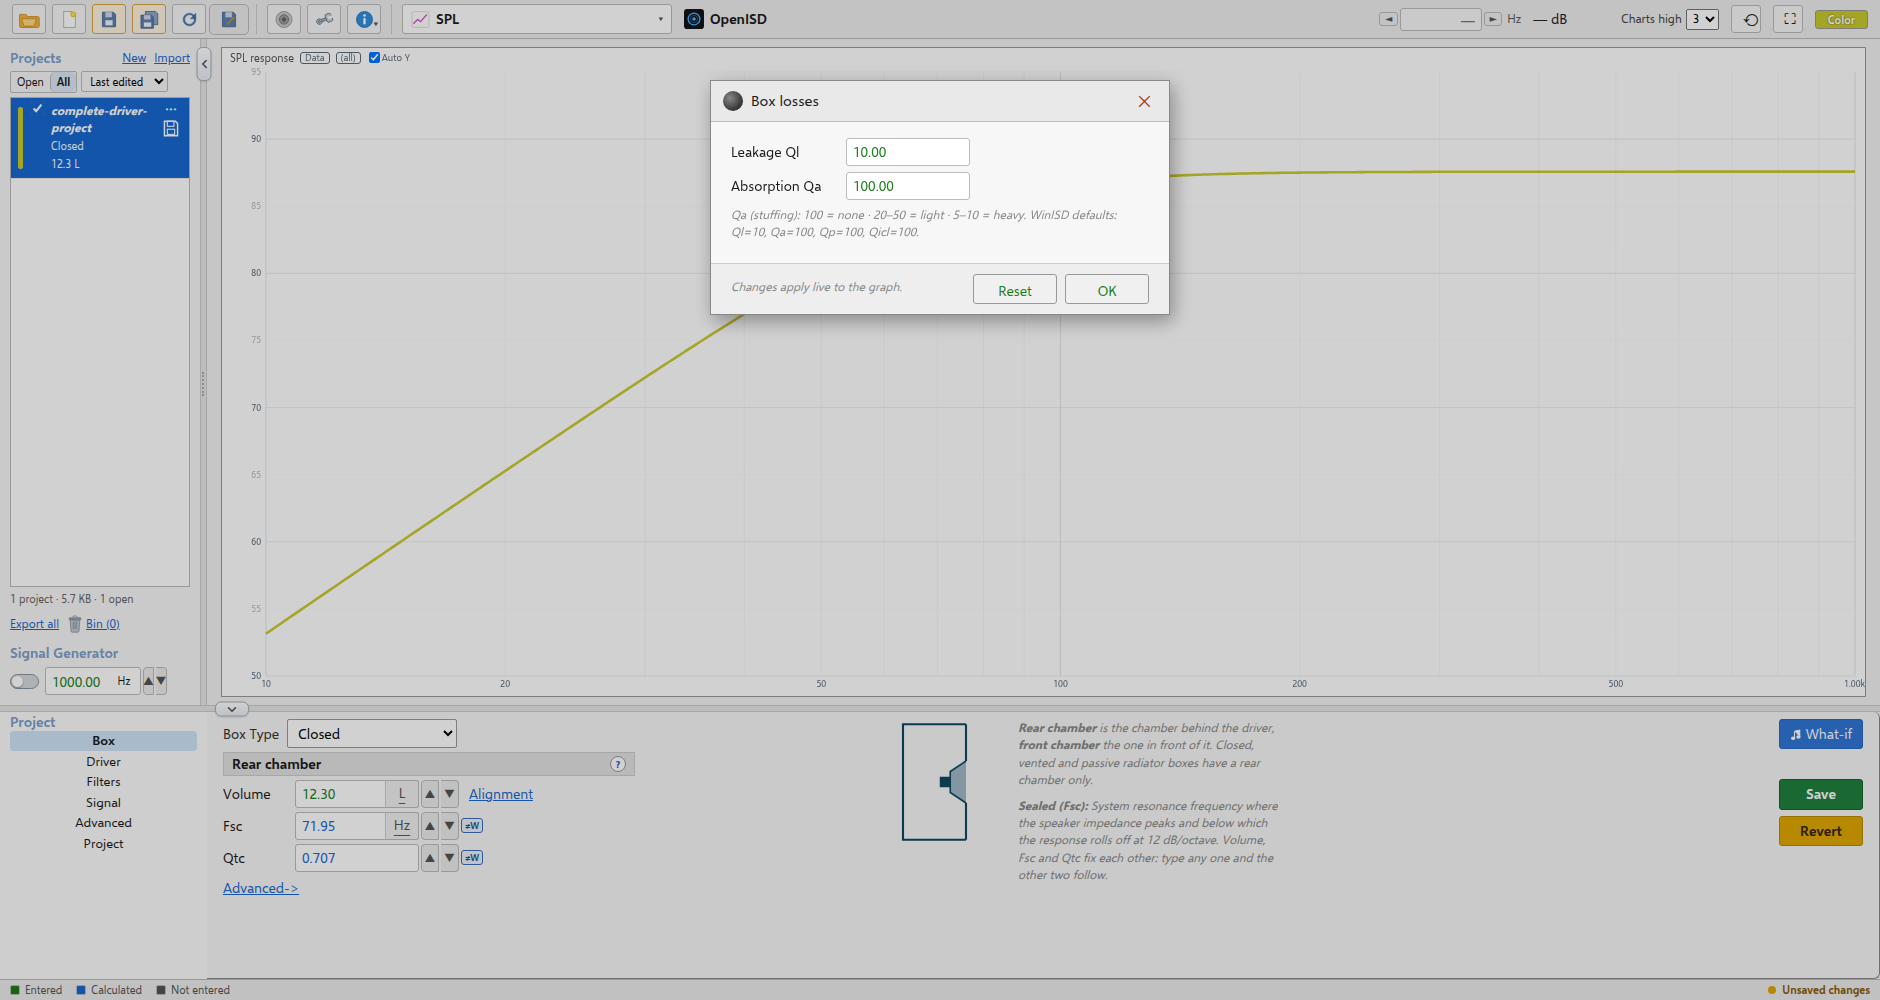 SPL
OpenISD
—
Hz
— dB
Charts high
3
Color
Projects
New
Import
Open
All
Last edited
complete-driver-
project
Closed
12.3 L
1 project · 5.7 KB · 1 open
Export all
Bin (0)
Signal Generator
1000.00 Hz
SPL response
Data
(all)
Auto Y
95
90
85
80
75
70
65
60
55
50
10
20
50
100
200
500
1.00k
Box losses
Leakage Ql
10.00
Absorption Qa
100.00
Qa (stuffing): 100 = none · 20–50 = light · 5–10 = heavy. WinISD defaults:
Ql=10, Qa=100, Qp=100, Qicl=100.
Changes apply live to the graph.
Reset
OK
Project
Box
Driver
Filters
Signal
Advanced
Project
Box Type
Closed
Rear chamber
?
Volume
12.30
L
Alignment
Fsc
71.95
Hz
≠W
Qtc
0.707
≠W
Advanced->
Rear chamber is the chamber behind the driver,
front chamber the one in front of it. Closed,
vented and passive radiator boxes have a rear
chamber only.
Sealed (Fsc): System resonance frequency where
the speaker impedance peaks and below which
the response rolls off at 12 dB/octave. Volume,
Fsc and Qtc fix each other: type any one and the
other two follow.
What-if
Save
Revert
Entered
Calculated
Not entered
Unsaved changes